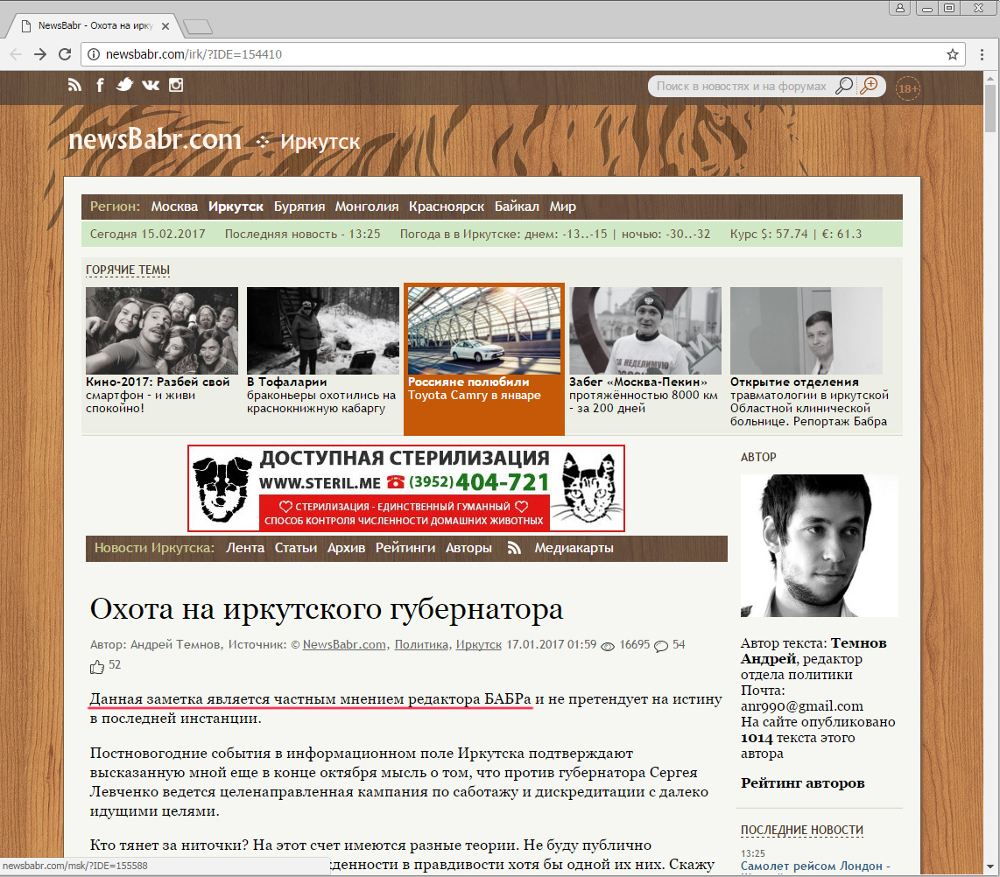 NewsBabr - Охота на ирку
newsbabr.com/irk/?IDE=154410
Поиск в новостях и на форумах
18+
newsBabr.com Иркутск
Регион: Москва Иркутск Бурятия Монголия Красноярск Байкал Мир
Сегодня 15.02.2017 Последняя новость - 13:25 Погода в в Иркутске: днем: -13..-15 | ночью: -30..-32 Курс $: 57.74 | €: 61.3
ГОРЯЧИЕ ТЕМЫ
Кино-2017: Разбей свой
смартфон - и живи
спокойно!
В Тофаларии
браконьеры охотились на
краснокнижную кабаргу
Россияне полюбили
Toyota Camry в январе
ЗА НЕДЕЛИМУЮ
Забег «Москва-Пекин»
протяжённостью 8000 км
- за 200 дней
Открытие отделения
травматологии в иркутской
Областной клинической
больнице. Репортаж Бабра
ДОСТУПНАЯ СТЕРИЛИЗАЦИЯ
WWW.STERIL.ME (3952) 404-721
СТЕРИЛИЗАЦИЯ - ЕДИНСТВЕННЫЙ ГУМАННЫЙ
СПОСОБ КОНТРОЛЯ ЧИСЛЕННОСТИ ДОМАШНИХ ЖИВОТНЫХ
Новости Иркутска: Лента Статьи Архив Рейтинги Авторы Медиакарты
Охота на иркутского губернатора
Автор: Андрей Темнов, Источник: © NewsBabr.com, Политика, Иркутск 17.01.2017 01:59 16695 54
52
Данная заметка является частным мнением редактора БАБРа и не претендует на истину
в последней инстанции.
Постновогодние события в информационном поле Иркутска подтверждают
высказанную мной еще в конце октября мысль о том, что против губернатора Сергея
Левченко ведется целенаправленная кампания по саботажу и дискредитации с далеко
идущими целями.
Кто тянет за ниточки? На этот счет имеются разные теории. Не буду публично
жденности в правдивости хотя бы одной их них. Скажу
АВТОР
Автор текста: Темнов
Андрей, редактор
отдела политики
Почта:
anr990@gmail.com
На сайте опубликовано
1014 текста этого
автора
Рейтинг авторов
ПОСЛЕДНИЕ НОВОСТИ
13:25
Самолет рейсом Лондон -
newsbabr.com/msk/?IDE=155588